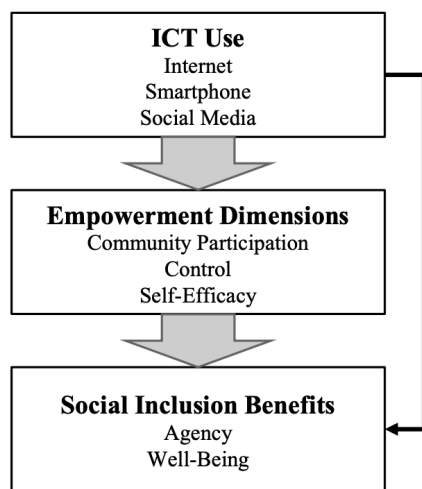 ICT Use
Internet
Smartphone
Social Media
Empowerment Dimensions
Community Participation
Control
Self-Efficacy
Social Inclusion Benefits
Agency
Well-Being